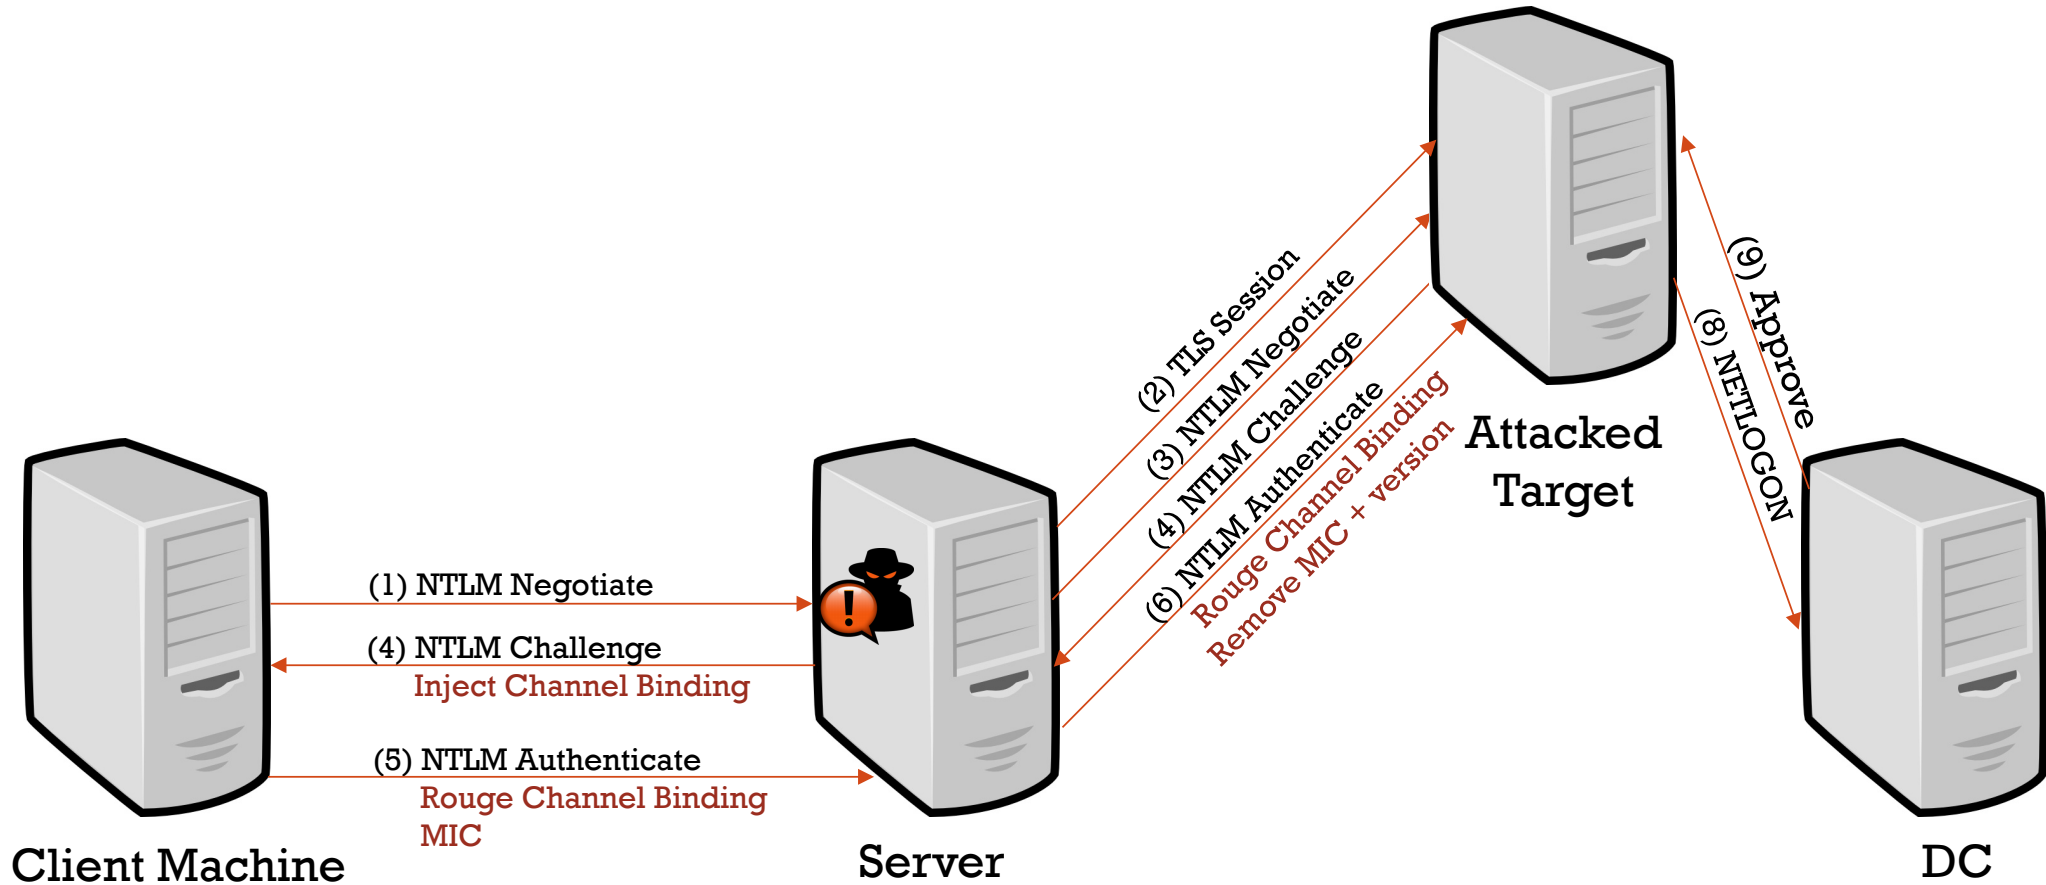 (1) NTLM Negotiate
(4) NTLM Challenge
Inject Channel Binding
(5) NTLM Authenticate
Rouge Channel Binding
MIC
Client Machine
Server
(2) TLS Session
(3) NTLM Negotiate
(4) NTLM Challenge
(6) NTLM Authenticate
Rouge Channel Binding
Remove MIC + version
Attacked
Target
(9) Approve
(8) NETLOGON
DC